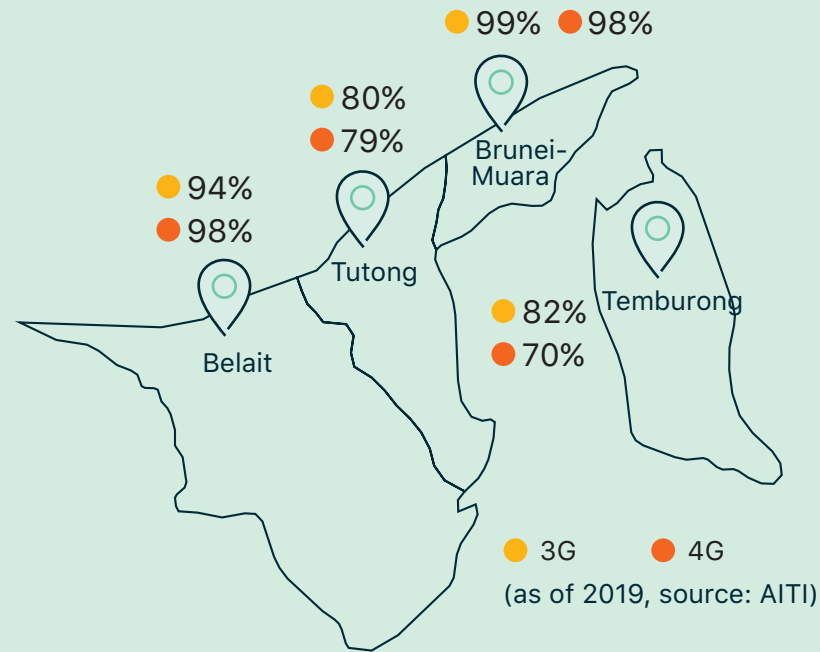 99% 98%
80%
79%
Brunei-
Muara
94%
98%
Tutong
Temburong
82%
70%
Belait
3G 4G
(as of 2019, source: AITI)